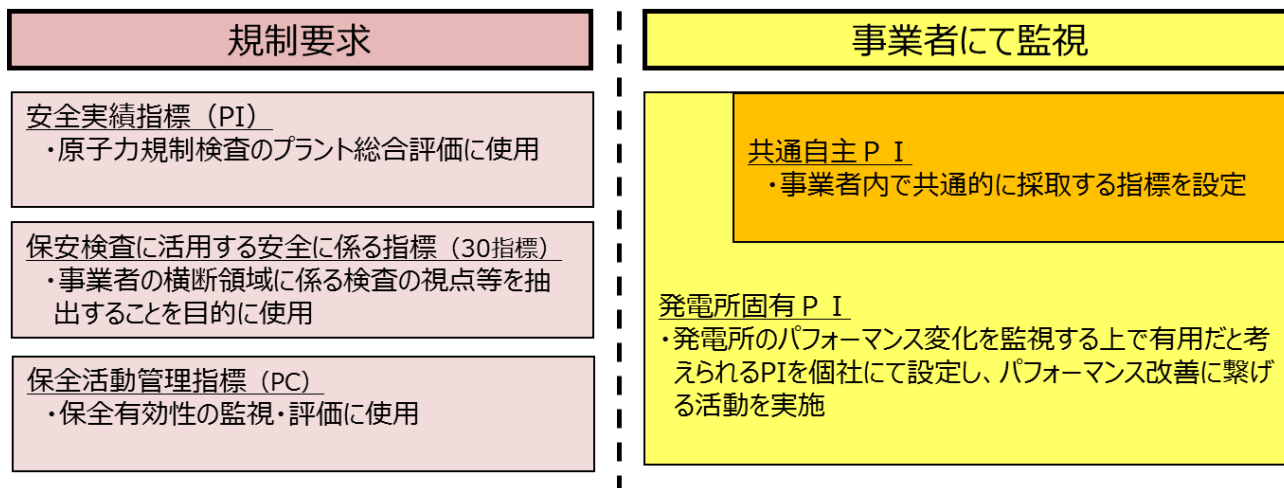 規制要求
安全実績指標（PI）
・原子力規制検査のプラント総合評価に使用
保安検査に活用する安全に係る指標（30指標）
・事業者の横断領域に係る検査の視点等を抽
出することを目的に使用
保全活動管理指標（PC）
・保全有効性の監視・評価に使用
事業者にて監視
共通自主ＰＩ
・事業者内で共通的に採取する指標を設定
発電所固有ＰＩ
・発電所のパフォーマンス変化を監視する上で有用だと考
えられるPIを個社にて設定し、パフォーマンス改善に繋げ
る活動を実施